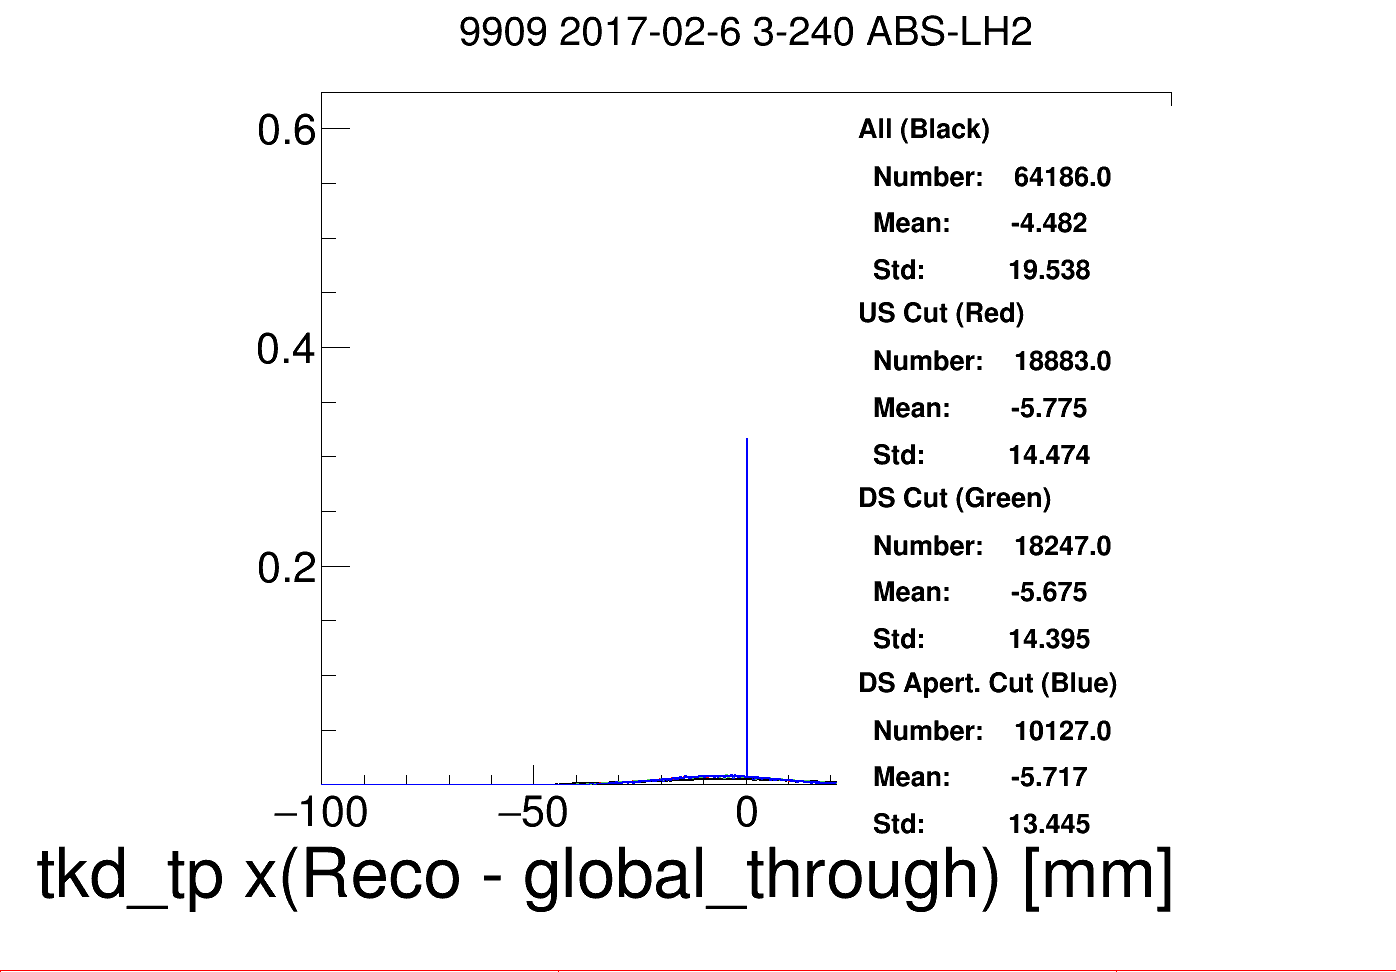 9909 2017-02-6 3-240 ABS-LH2
0.6
0.4
0.2
−100
−50
0
All (Black)
Number: 64186.0
Mean: -4.482
Std: 19.538
US Cut (Red)
Number: 18883.0
Mean: -5.775
Std: 14.474
DS Cut (Green)
Number: 18247.0
Mean: -5.675
Std: 14.395
DS Apert. Cut (Blue)
Number: 10127.0
Mean: -5.717
Std: 13.445
tkd_tp x(Reco - global_through) [mm]